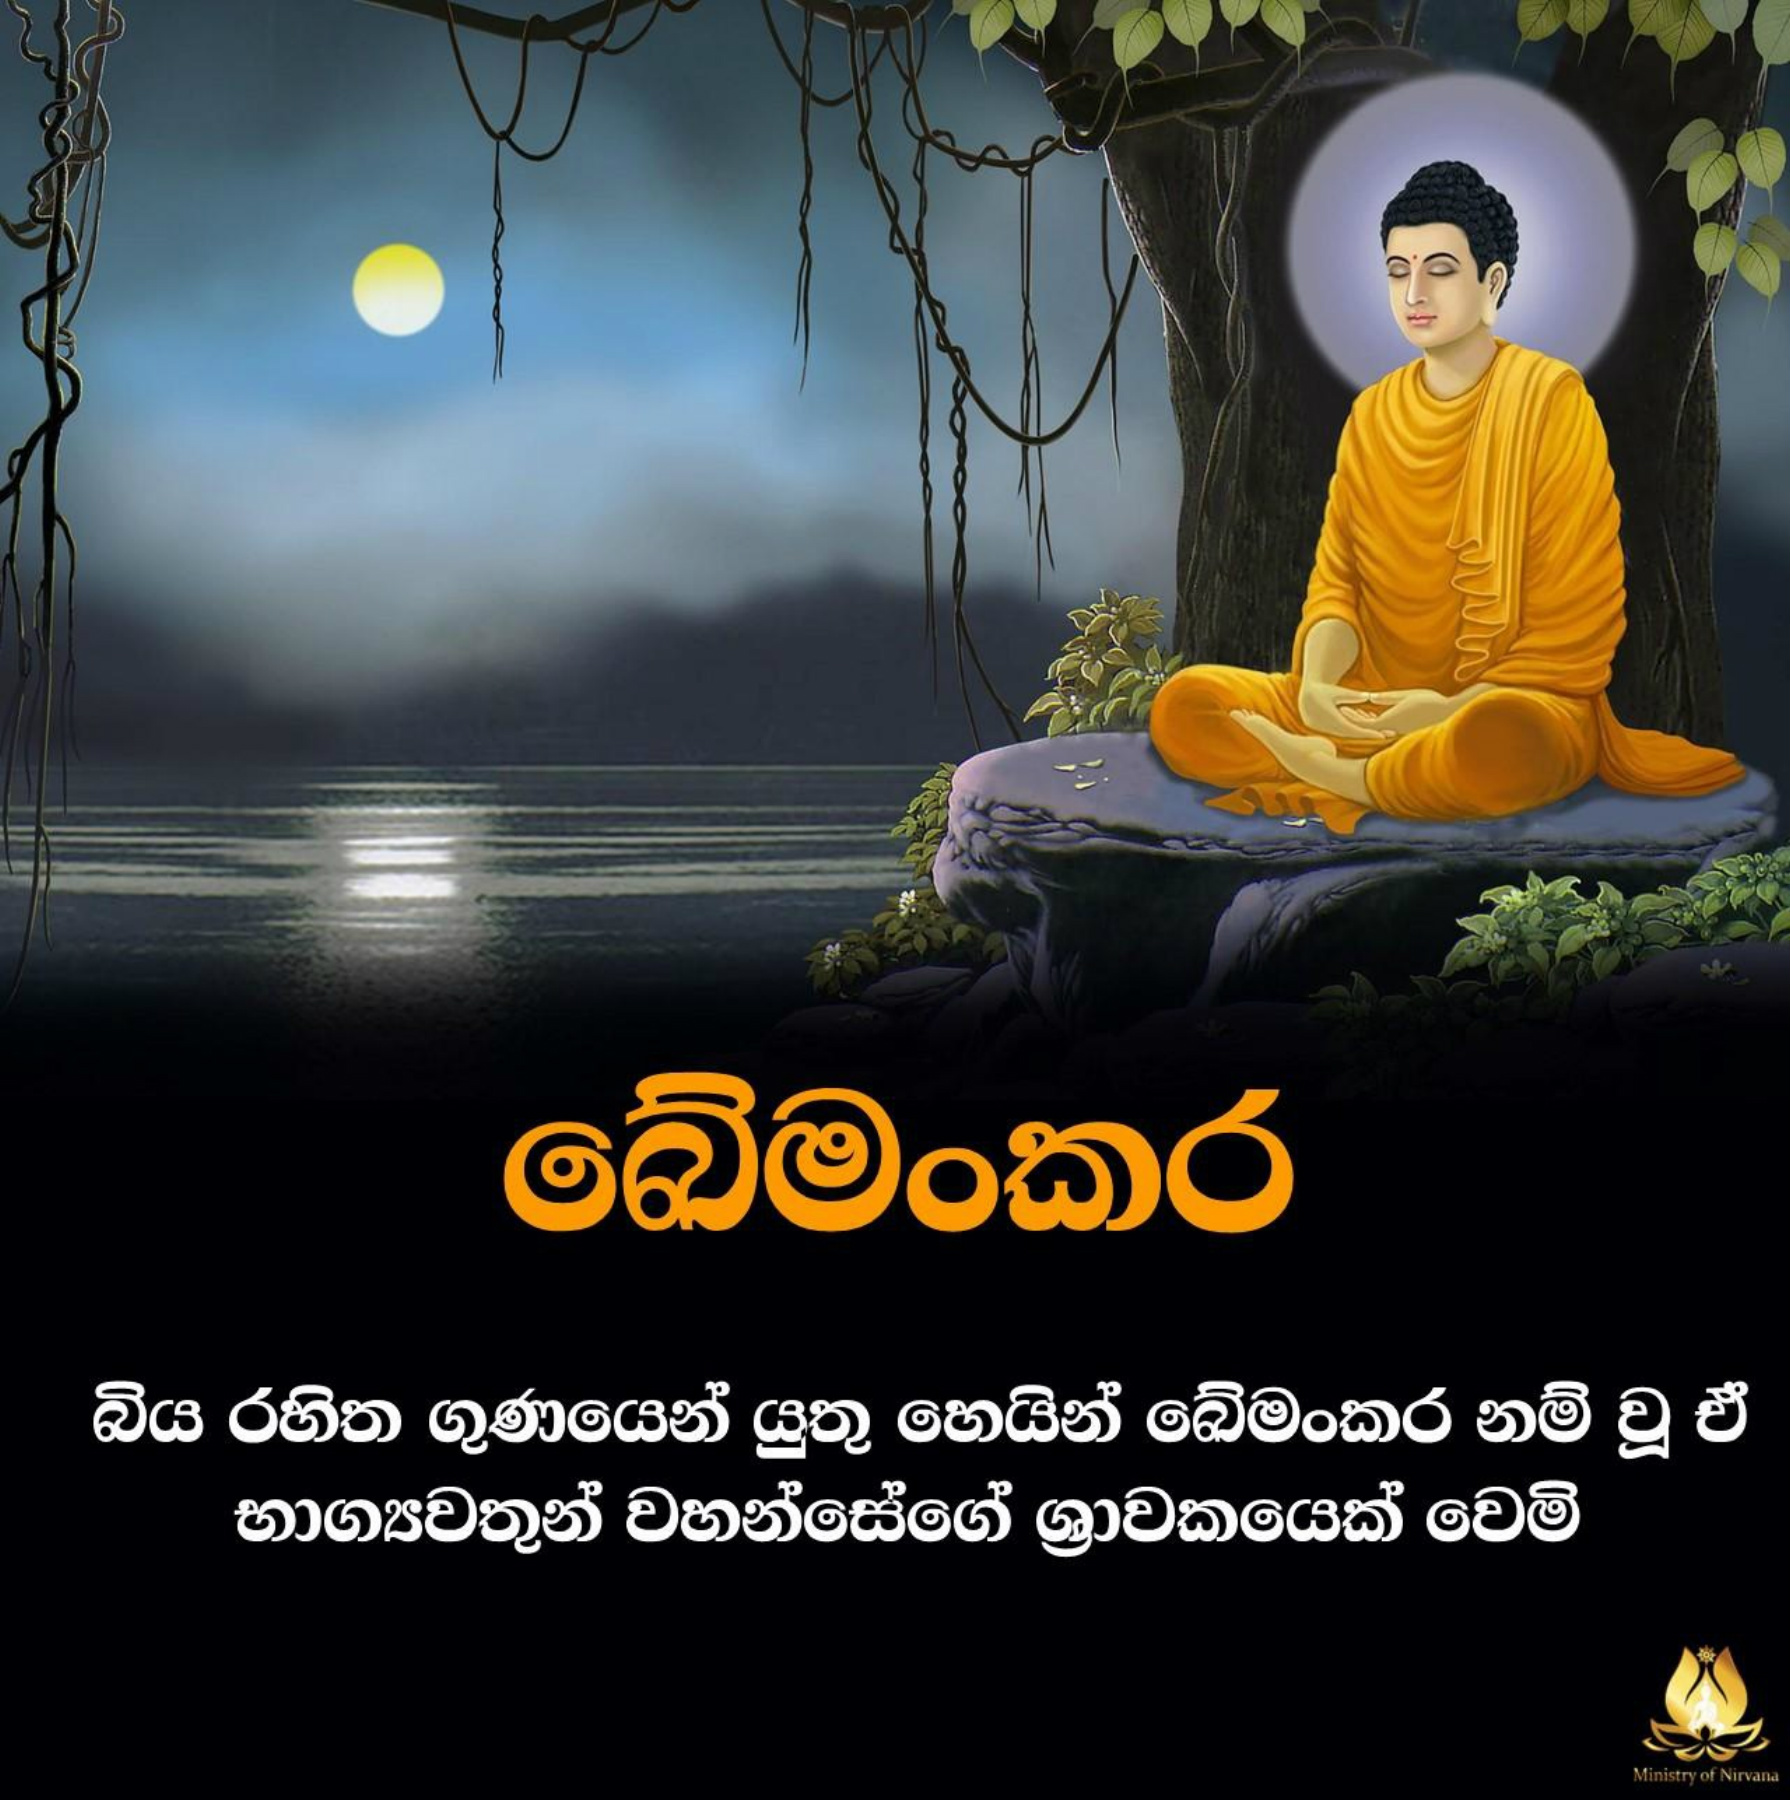 ඛේමංකර
බිය රහිත ගුණයෙන් යුතු හෙයින් ඛේමංකර නම් වූ ඒ
භාග්‍යවතුන් වහන්සේගේ ශ්‍රාවකයෙක් වෙමි
Ministry of Nirvana